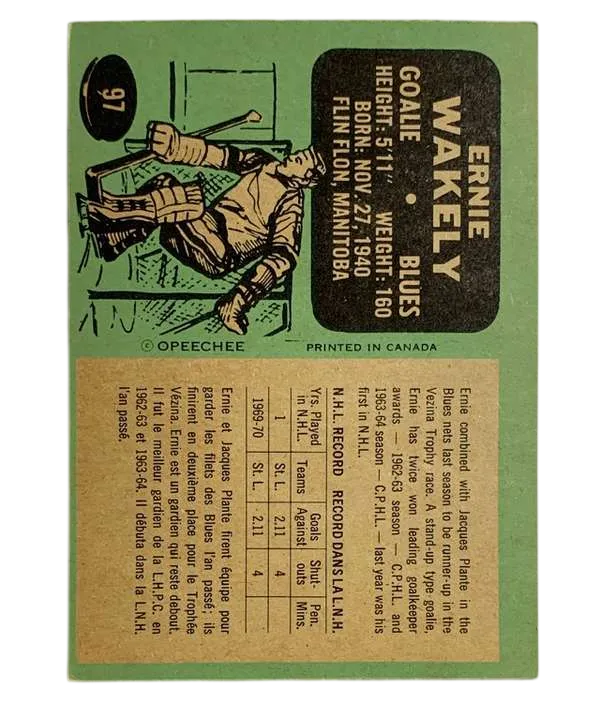 ERNIE
WAKELY
GOALIE • BLUES
HEIGHT: 5'11" WEIGHT: 160
BORN: NOV. 27, 1940
FLIN FLON, MANITOBA
97
© OPEECHEE PRINTED IN CANADA
Ernie combined with Jacques Plante in the
Blues nets last season to be runner-up in the
Vezina Trophy race. A stand-up type goalie,
Ernie has twice won leading goalkeeper
awards — 1962-63 season — C.P.H.L. and
1963-64 season — C.P.H.L. — last year was his
first in N.H.L.
N.H.L. RECORD RECORD DANS LA L.N.H.
Yrs. Played Goals Shut- Pen.
in N.H.L. Teams Against outs Mins.
1 St. L. 2.11 4
1969-70 St. L. 2.11 4
Ernie et Jacques Plante firent équipe pour
garder les filets des Blues l'an passé; ils
finirent en deuxième place pour le Trophée
Vézina. Ernie est un gardien qui reste debout.
Il fut le meilleur gardien de la L.H.P.C. en
1962-63 et 1963-64. Il débuta dans la L.N.H.
l'an passé.